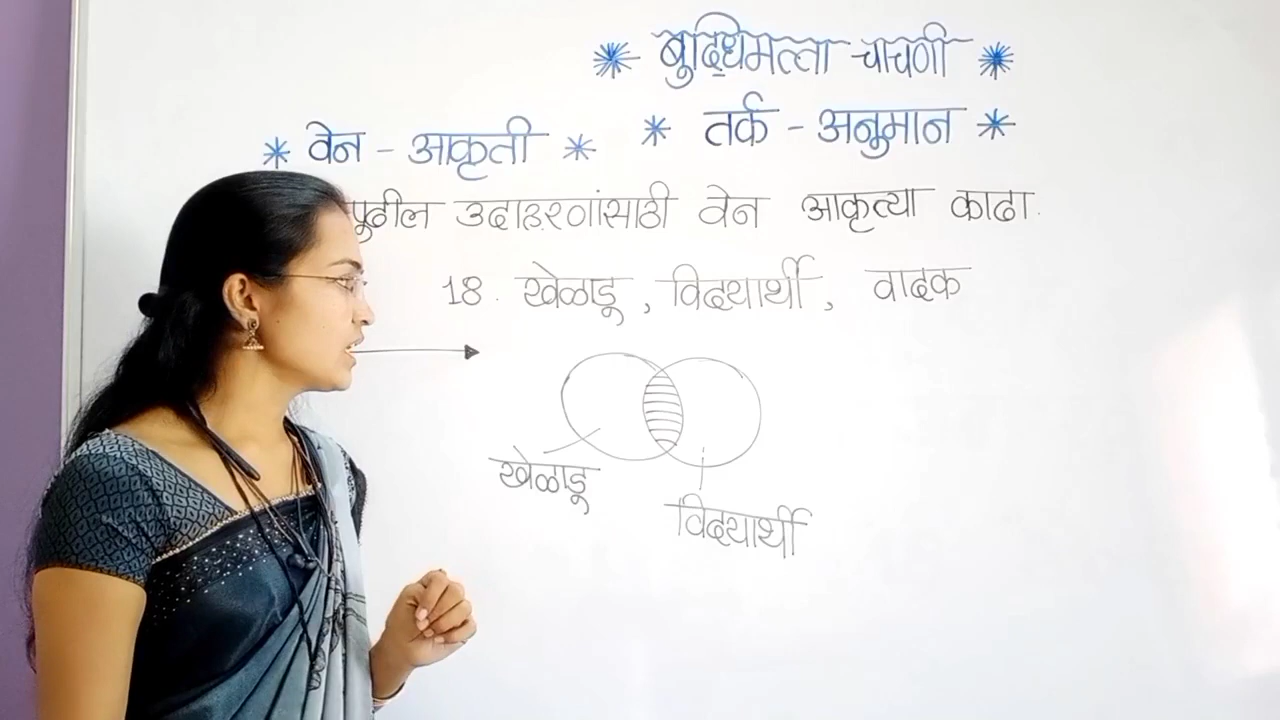 बुद्धिमत्ता चाचणी
तर्क - अनुमान
वेन - आकृती
पुढील उदाहरणांसाठी वेन आकृत्या काढा.
18. खेळाडू, विद्यार्थी, वादक
खेळाडू
विद्यार्थी